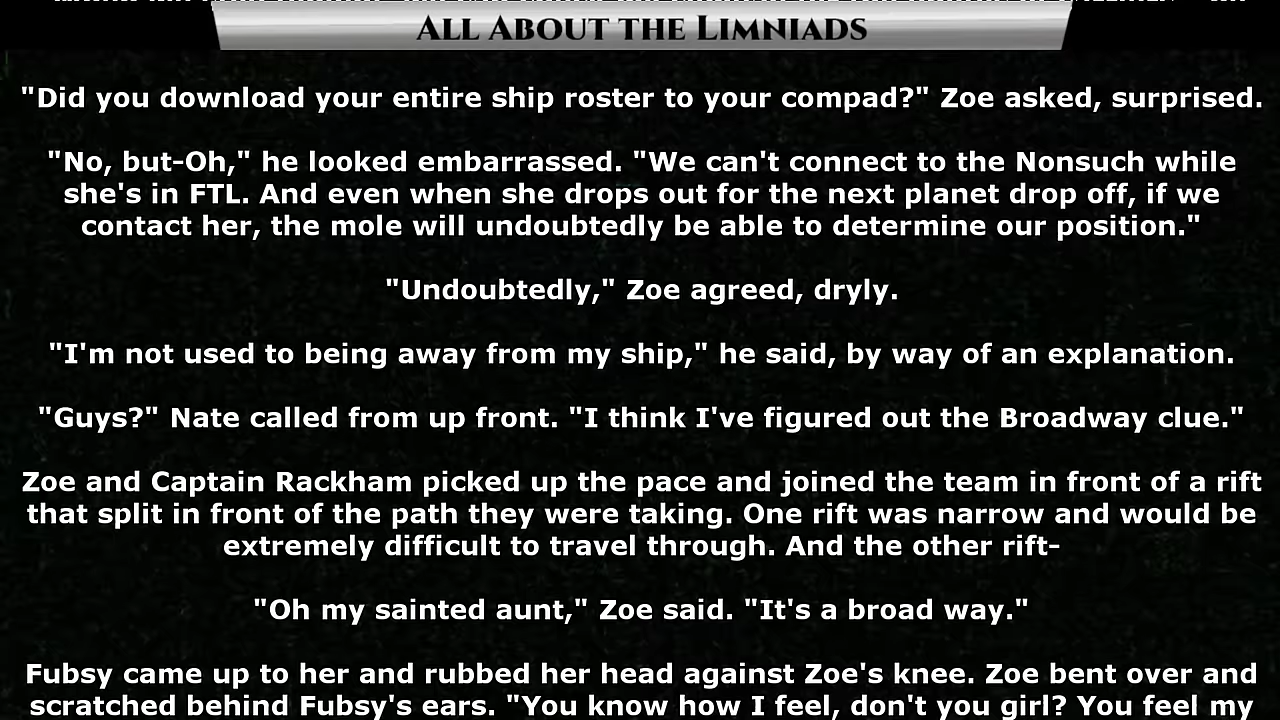 All About the Limniads
"Did you download your entire ship roster to your compad?" Zoe asked, surprised.
"No, but-Oh," he looked embarrassed. "We can't connect to the Nonsuch while
she's in FTL. And even when she drops out for the next planet drop off, if we
contact her, the mole will undoubtedly be able to determine our position."
"Undoubtedly," Zoe agreed, dryly.
"I'm not used to being away from my ship," he said, by way of an explanation.
"Guys?" Nate called from up front. "I think I've figured out the Broadway clue."
Zoe and Captain Rackham picked up the pace and joined the team in front of a rift
that split in front of the path they were taking. One rift was narrow and would be
extremely difficult to travel through. And the other rift-
"Oh my sainted aunt," Zoe said. "It's a broad way."
Fubsy came up to her and rubbed her head against Zoe's knee. Zoe bent over and
scratched behind Fubsy's ears. "You know how I feel, don't you girl? You feel my